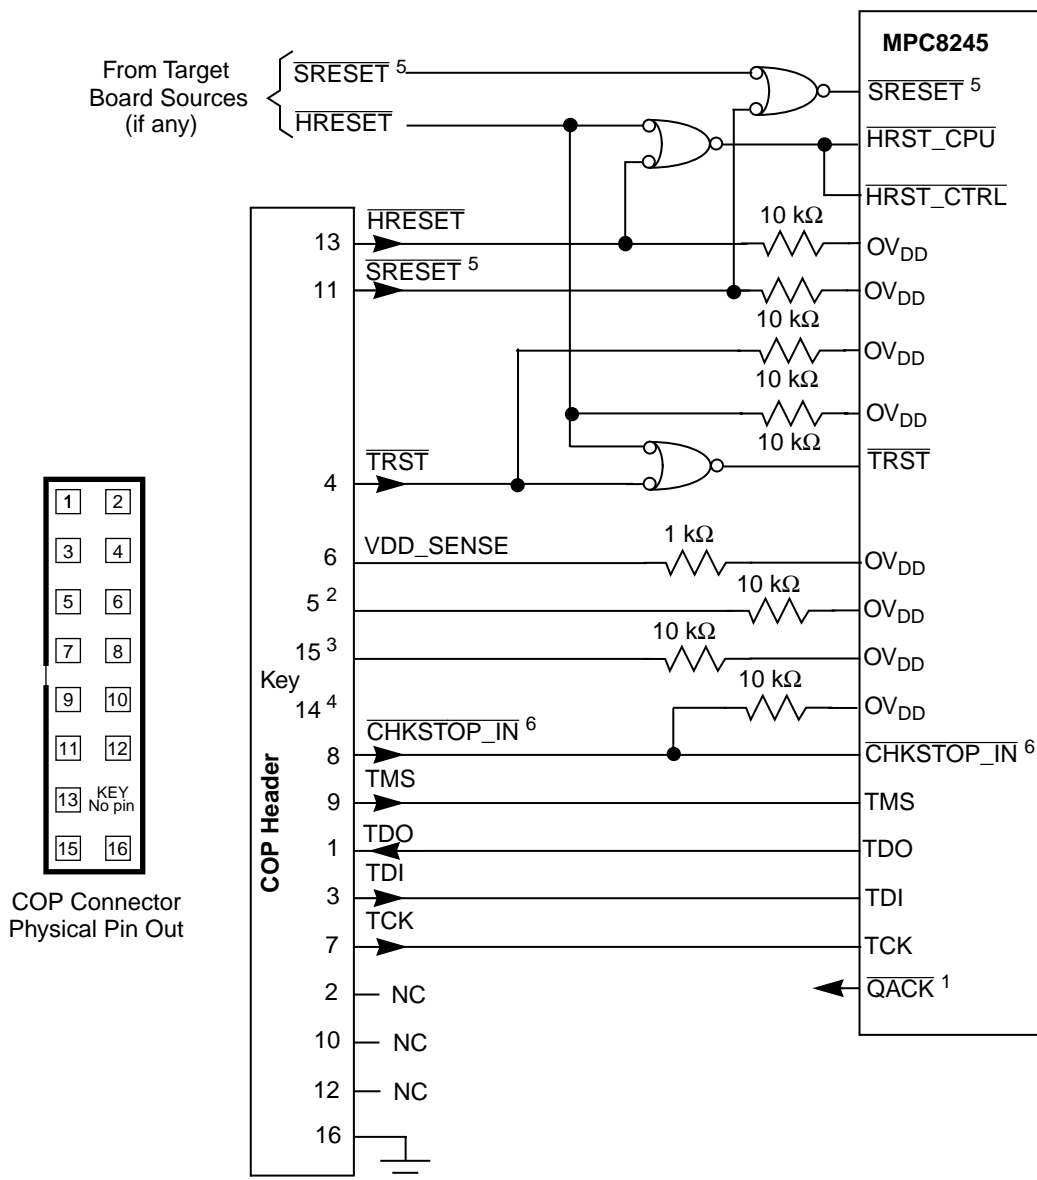 MPC8245
From Target
Board Sources
(if any)
SRESET 5
HRESET
SRESET 5
HRST_CPU
HRST_CTRL
13
HRESET
10 kΩ
OVDD
11
SRESET 5
10 kΩ
OVDD
10 kΩ
OVDD
10 kΩ
OVDD
4
TRST
TRST
6
VDD_SENSE
1 kΩ
OVDD
5 2
10 kΩ
OVDD
15 3
10 kΩ
OVDD
Key
14 4
10 kΩ
OVDD
8
CHKSTOP_IN 6
CHKSTOP_IN 6
9
TMS
TMS
1
TDO
TDO
3
TDI
TDI
7
TCK
TCK
QACK 1
2
NC
10
NC
12
NC
16
COP Header
1 2
3 4
5 6
7 8
9 10
11 12
13 KEY
No pin
15 16
COP Connector
Physical Pin Out